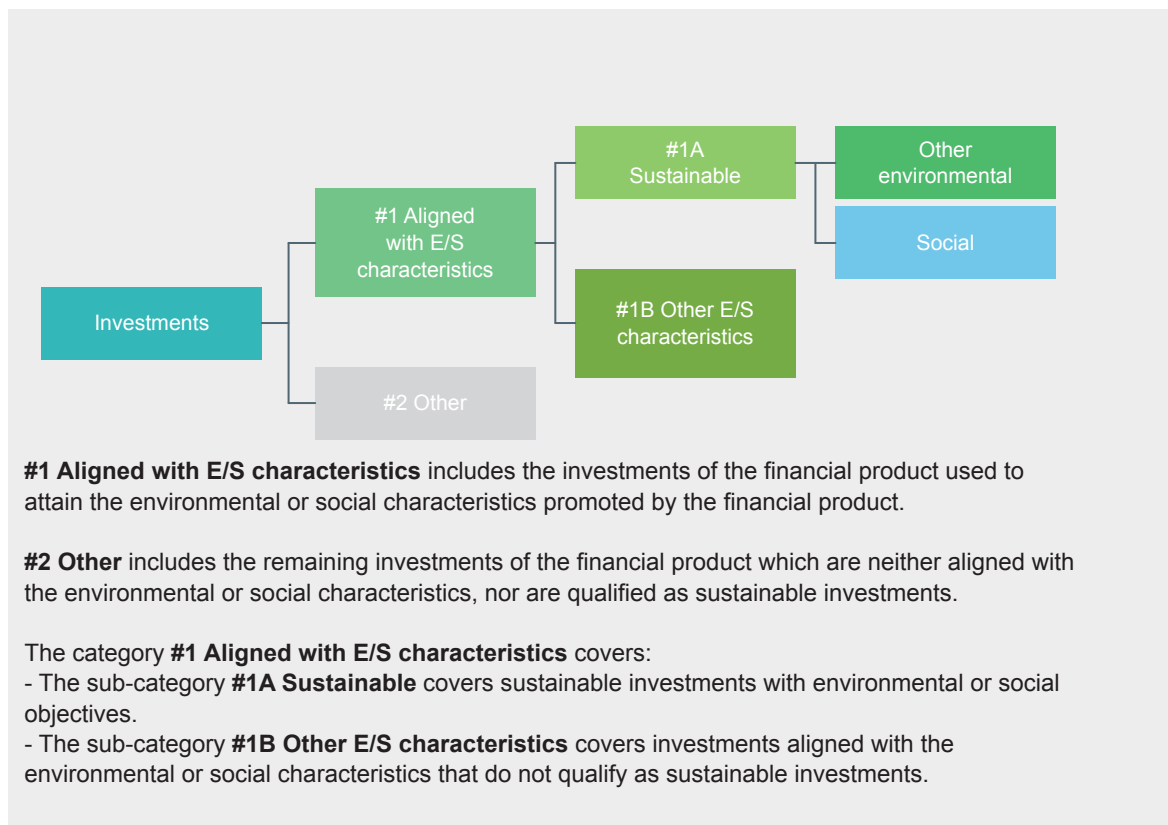 #1A
Sustainable
Other
environmental
#1 Aligned
with E/S
characteristics
Social
Investments
#1B Other E/S
characteristics
#2 Other
#1 Aligned with E/S characteristics includes the investments of the financial product used to
attain the environmental or social characteristics promoted by the financial product.
#2 Other includes the remaining investments of the financial product which are neither aligned with
the environmental or social characteristics, nor are qualified as sustainable investments.
The category #1 Aligned with E/S characteristics covers:
- The sub-category #1A Sustainable covers sustainable investments with environmental or social
objectives.
- The sub-category #1B Other E/S characteristics covers investments aligned with the
environmental or social characteristics that do not qualify as sustainable investments.